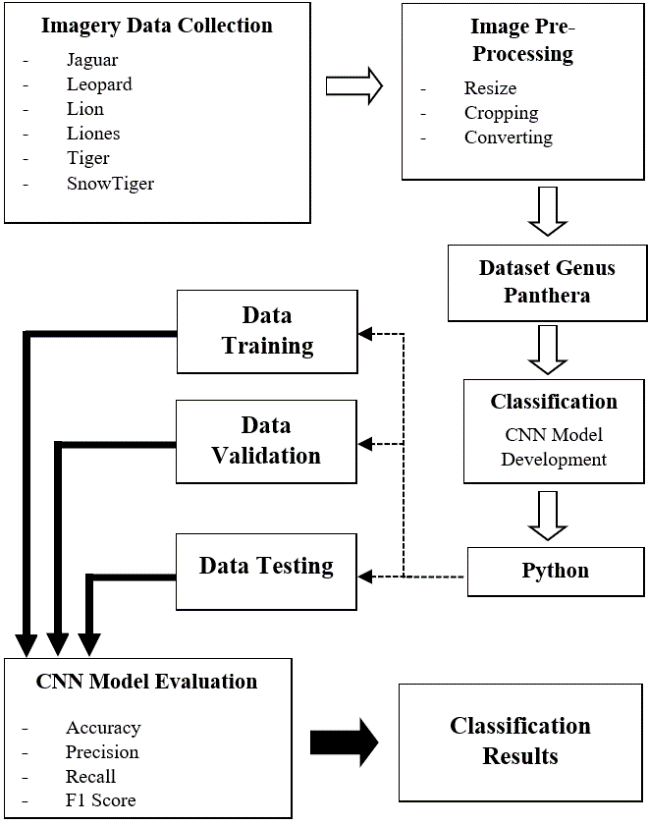 Imagery Data Collection
- Jaguar
- Leopard
- Lion
- Liones
- Tiger
- SnowTiger
Image Pre-
Processing
- Resize
- Cropping
- Converting
Dataset Genus
Panthera
Classification
CNN Model
Development
Python
Data
Training
Data
Validation
Data Testing
CNN Model Evaluation
- Accuracy
- Precision
- Recall
- F1 Score
Classification
Results